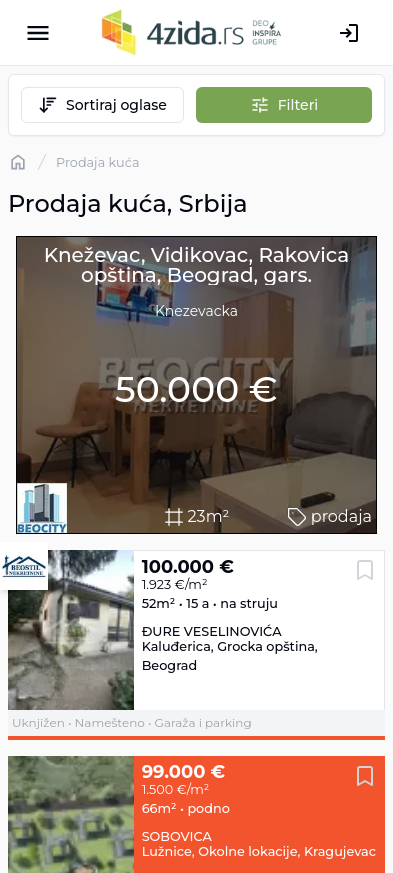 4zida.rs
DEO
INSPIRA
GRUPE
Sortiraj oglase
Filteri
Prodaja kuća
Prodaja kuća, Srbija
Kneževac, Vidikovac, Rakovica
opština, Beograd, gars.
Knezevacka
BEOCITY
NEKRETNINE
50.000 €
BEOCITY
23m²
prodaja
BEOSTIL
NEKRETNINE
100.000 €
1.923 €/m²
52m² • 15 a • na struju
ĐURE VESELINOVIĆA
Kaluđerica, Grocka opština,
Beograd
Uknjižen • Namešteno • Garaža i parking
99.000 €
1.500 €/m²
66m² • podno
SOBOVICA
Lužnice, Okolne lokacije, Kragujevac